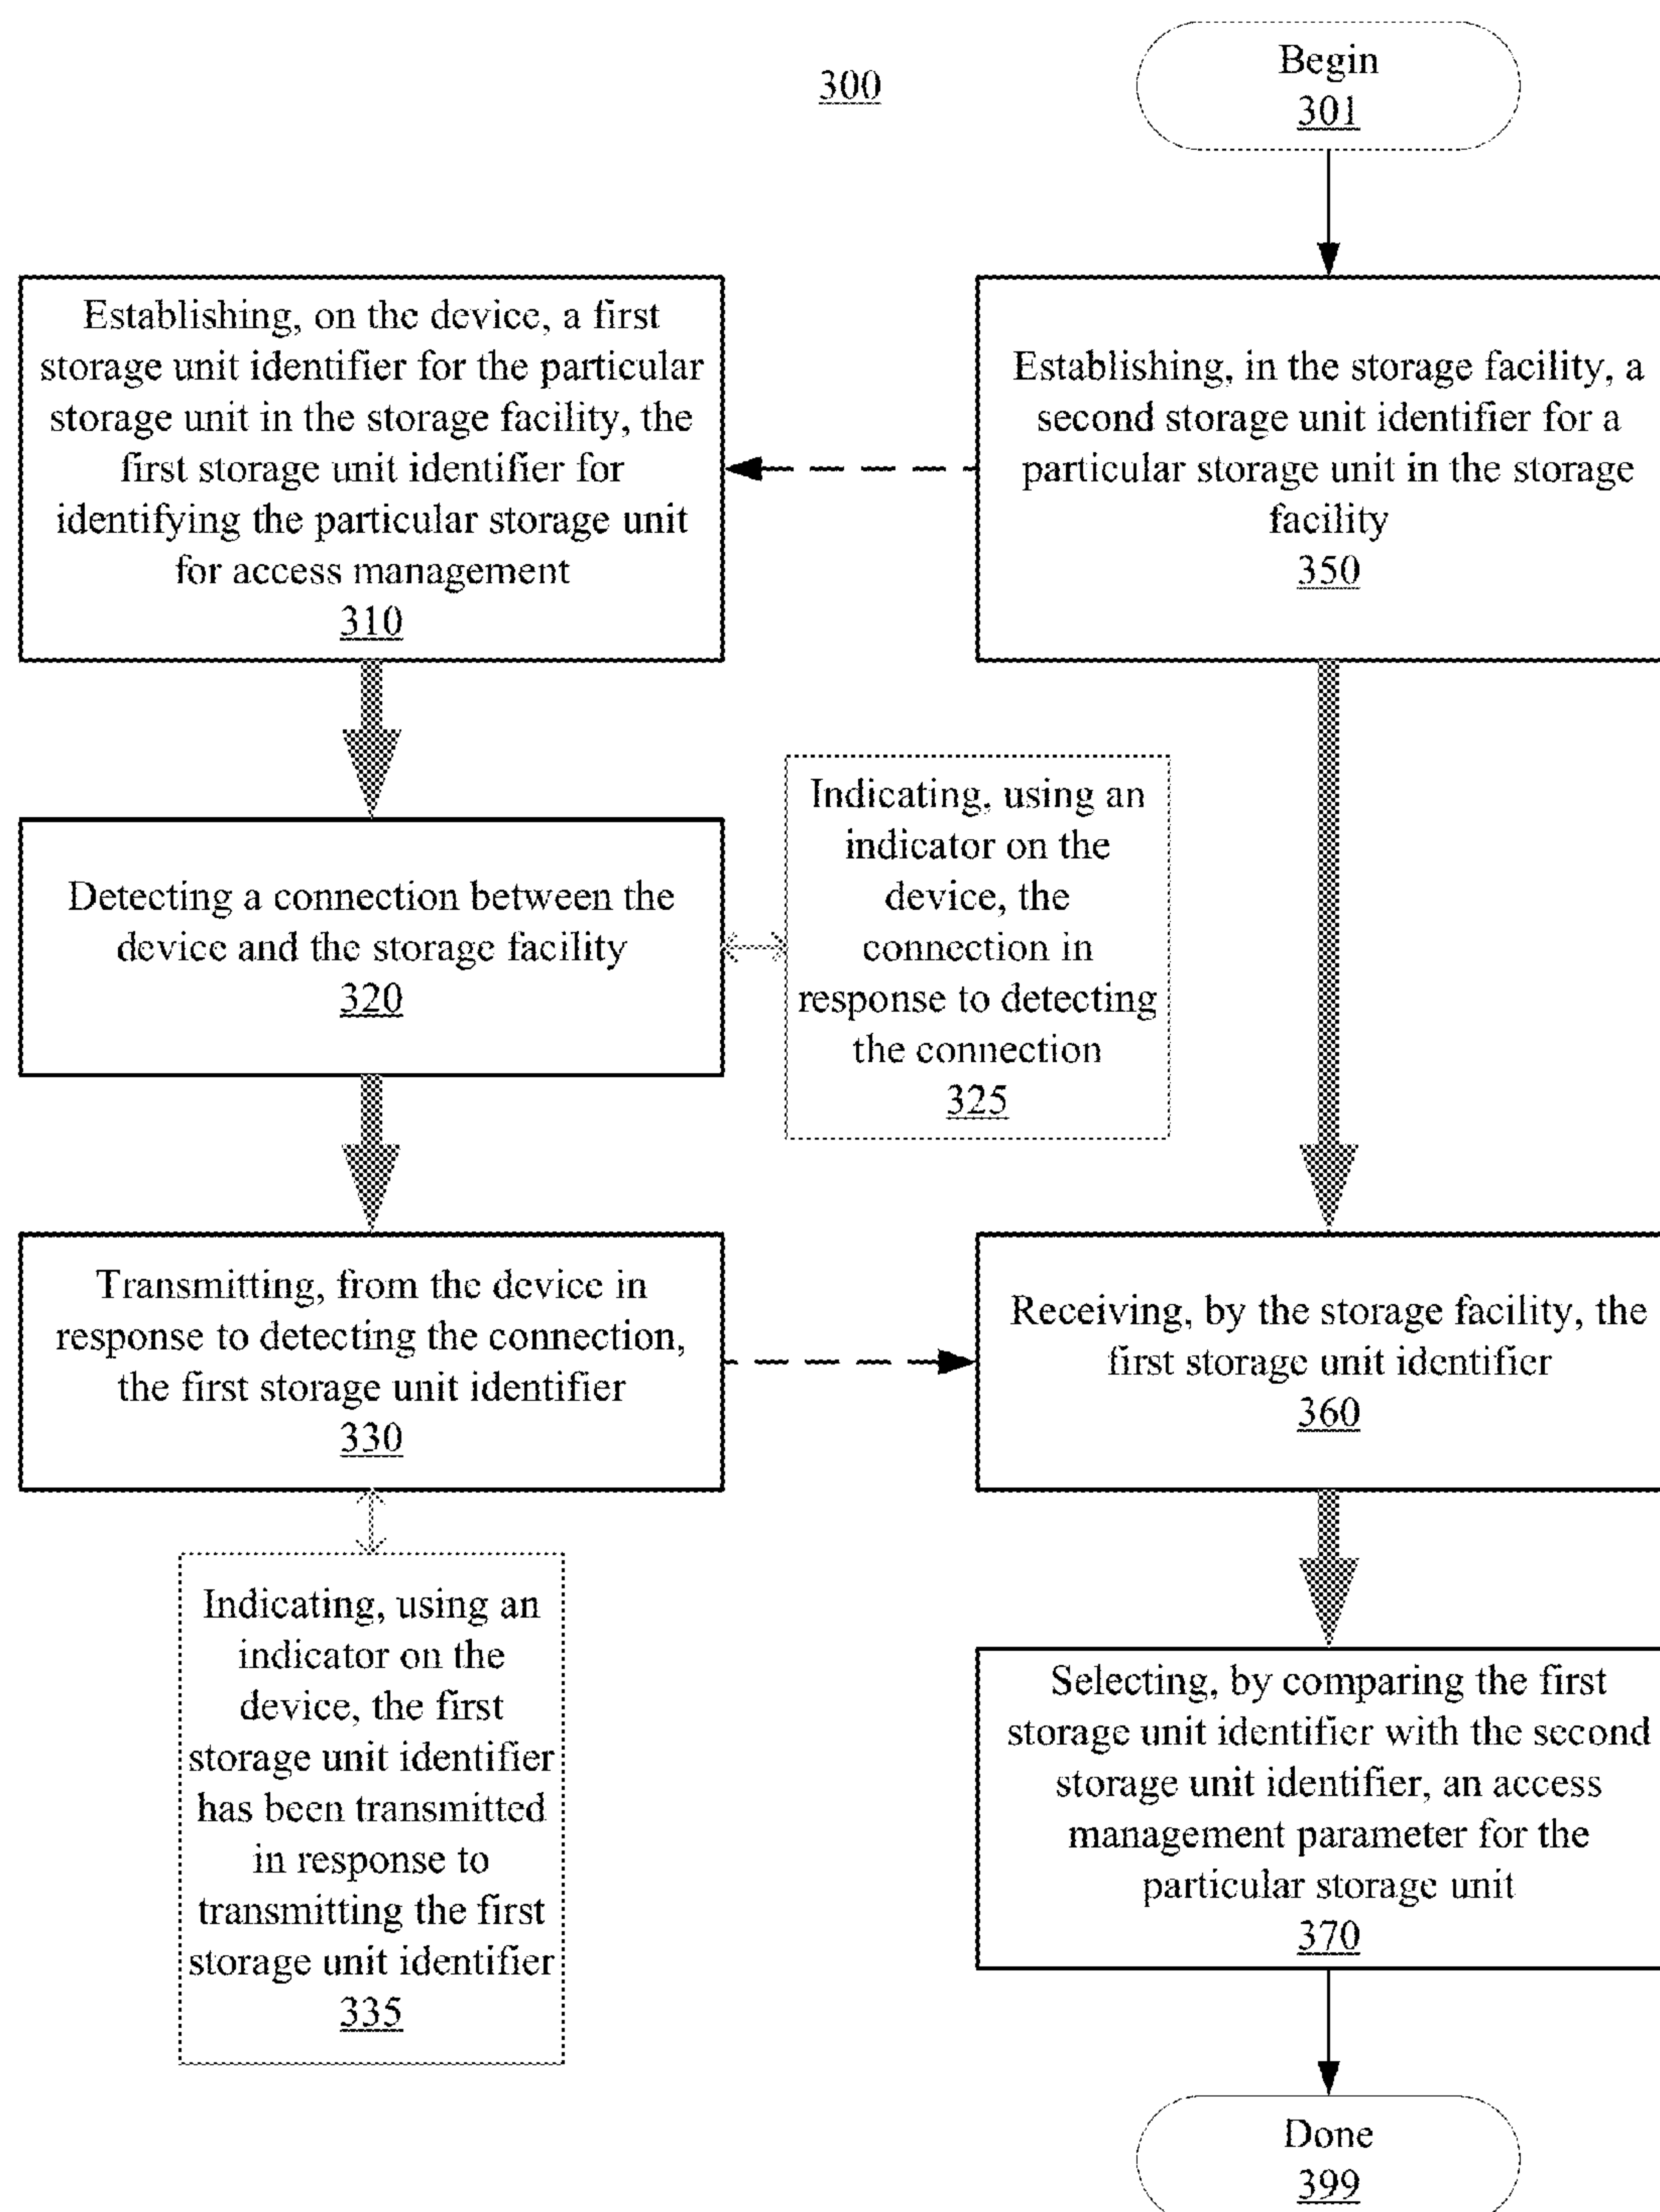 300
Begin
301
Establishing, on the device, a first
storage unit identifier for the particular
storage unit in the storage facility, the
first storage unit identifier for
identifying the particular storage unit
for access management
310
Establishing, in the storage facility, a
second storage unit identifier for a
particular storage unit in the storage
facility
350
Detecting a connection between the
device and the storage facility
320
Indicating, using an
indicator on the
device, the
connection in
response to detecting
the connection
325
Transmitting, from the device in
response to detecting the connection,
the first storage unit identifier
330
Receiving, by the storage facility, the
first storage unit identifier
360
Indicating, using an
indicator on the
device, the first
storage unit identifier
has been transmitted
in response to
transmitting the first
storage unit identifier
335
Selecting, by comparing the first
storage unit identifier with the second
storage unit identifier, an access
management parameter for the
particular storage unit
370
Done
399